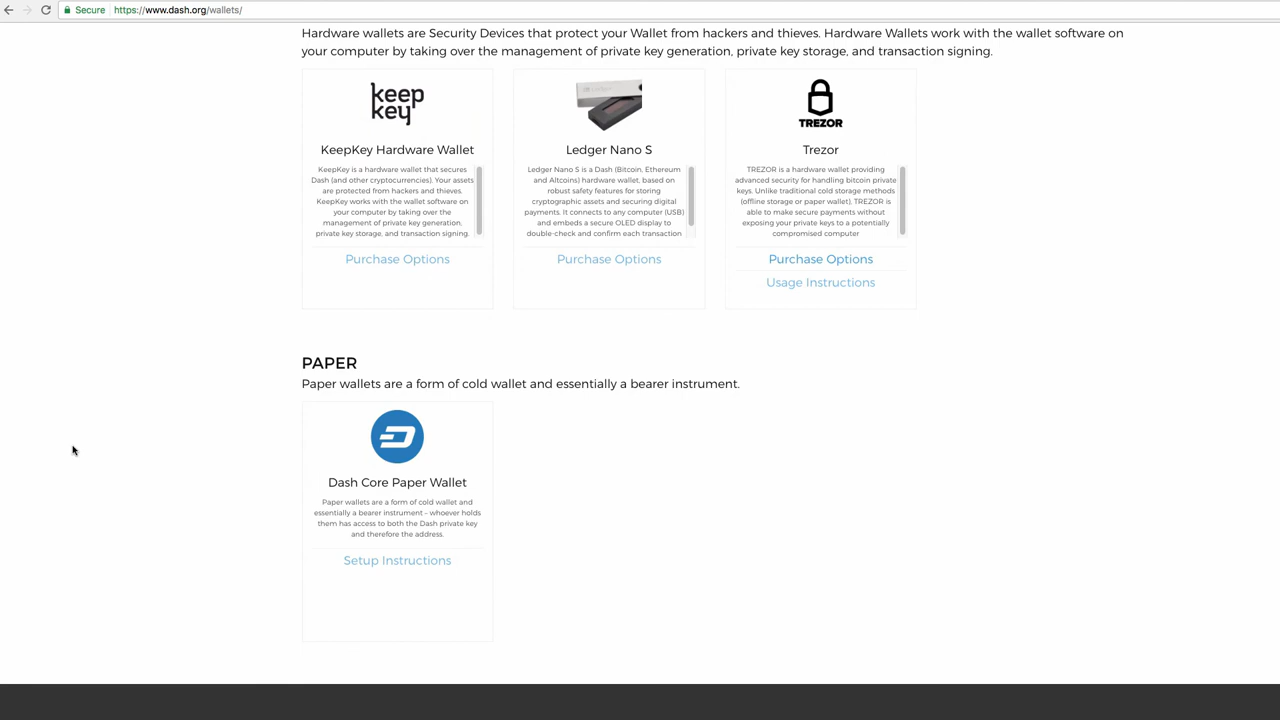 Secure https://www.dash.org/wallets/
Hardware wallets are Security Devices that protect your Wallet from hackers and thieves. Hardware Wallets work with the wallet software on
your computer by taking over the management of private key generation, private key storage, and transaction signing.
keep
key
KeepKey Hardware Wallet
KeepKey is a hardware wallet that secures
Dash (and other cryptocurrencies). Your assets
are protected from hackers and thieves.
KeepKey works with the wallet software on
your computer by taking over the
management of private key generation,
private key storage, and transaction signing.
Purchase Options
Ledger Nano S
Ledger Nano S is a Dash (Bitcoin, Ethereum
and Altcoins) hardware wallet, based on
robust safety features for storing
cryptographic assets and securing digital
payments. It connects to any computer (USB)
and embeds a secure OLED display to
double-check and confirm each transaction
Purchase Options
TREZOR
Trezor
TREZOR is a hardware wallet providing
advanced security for handling bitcoin private
keys. Unlike traditional cold storage methods
(offline storage or paper wallet), TREZOR is
able to make secure payments without
exposing your private keys to a potentially
compromised computer
Purchase Options
Usage Instructions
PAPER
Paper wallets are a form of cold wallet and essentially a bearer instrument.
Dash Core Paper Wallet
Paper wallets are a form of cold wallet and
essentially a bearer instrument – whoever holds
them has access to both the Dash private key
and therefore the address.
Setup Instructions